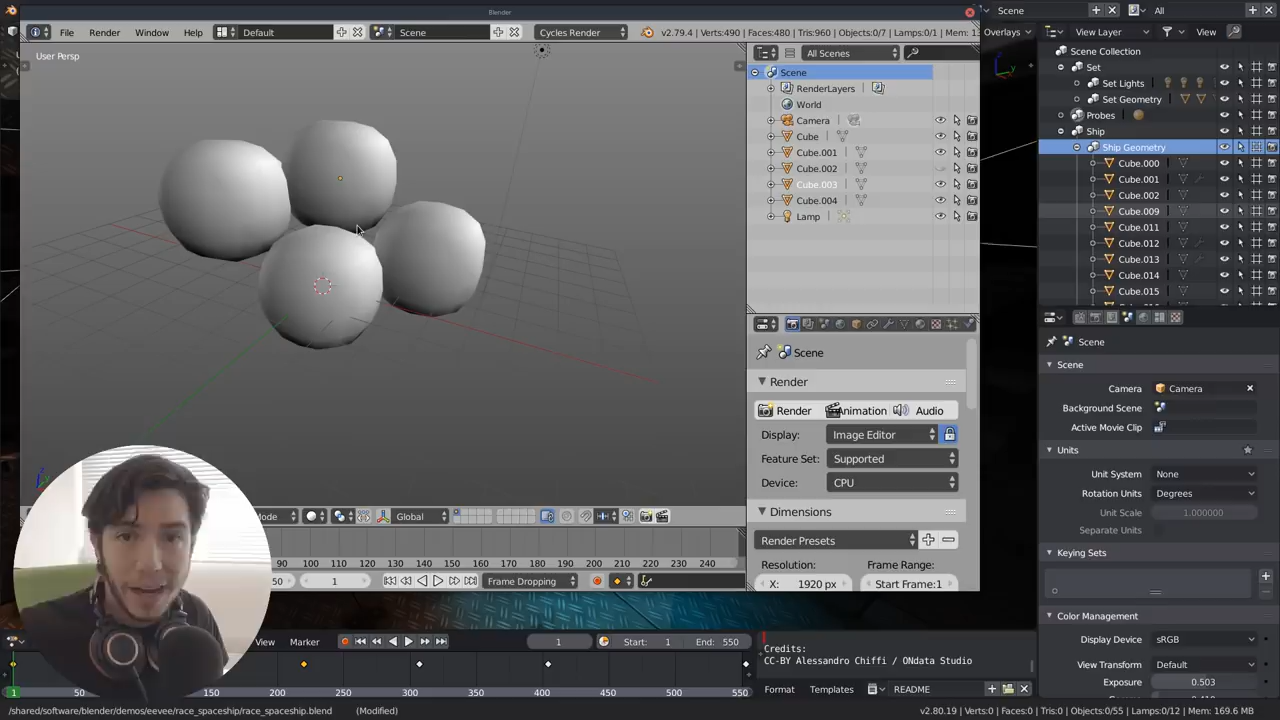 Blender
File Render Window Help Default Scene Cycles Render v2.79.4 | Verts:490 | Faces:480 | Tris:960 | Objects:0/7 | Lamps:0/1 | Mem:
Scene All
User Persp
All Scenes
Overlays View
Scene
RenderLayers
World
Camera
Cube
Cube.001
Cube.002
Cube.003
Cube.004
Lamp
Scene Collection
Set
Set Lights
Set Geometry
Probes
Ship
Ship Geometry
Cube.000
Cube.001
Cube.002
Cube.009
Cube.011
Cube.012
Cube.013
Cube.014
Cube.015
Scene
Render
Render Animation Audio
Display: Image Editor
Feature Set: Supported
Device: CPU
Dimensions
Render Presets
Resolution: Frame Range:
X: 1920 px Start Frame:1
Scene
Scene
Camera Camera
Background Scene
Active Movie Clip
Units
Unit System None
Rotation Units Degrees
Unit Scale 1.000000
Separate Units
Keying Sets
Color Management
Display Device sRGB
View Transform Default
Exposure 0.503
Mode Global
100 110 120 130 140 150 160 170 180 190 200 210 220 230 240
50 1 Frame Dropping
View Marker 1 Start: 1 End: 550
1 50 250 300 350 400 450 500 550
Credits:
CC-BY Alessandro Chiffi / ONdata Studio
Format Templates README
/shared/software/blender/demos/eevee/race_spaceship/race_spaceship.blend (Modified)
v2.80.19 | Verts:0 | Faces:0 | Tris:0 | Objects:0/55 | Lamps:0/12 | Mem: 169.6 MB